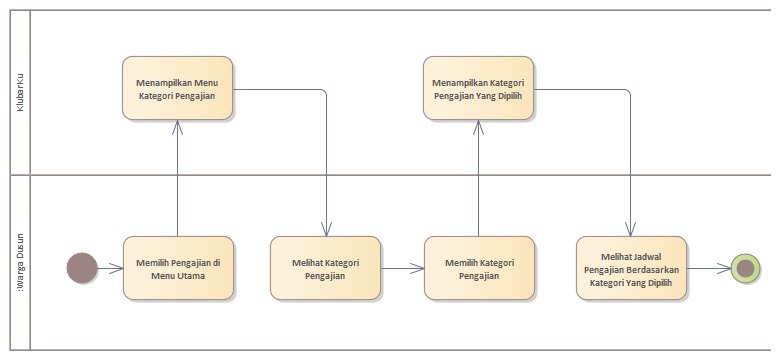 KlubarKu
Menampilkan Menu
Kategori Pengajian
Menampilkan Kategori
Pengajian Yang Dipilih
:Warga Dusun
Memilih Pengajian di
Menu Utama
Melihat Kategori
Pengajian
Memilih Kategori
Pengajian
Melihat Jadwal
Pengajian Berdasarkan
Kategori Yang Dipilih